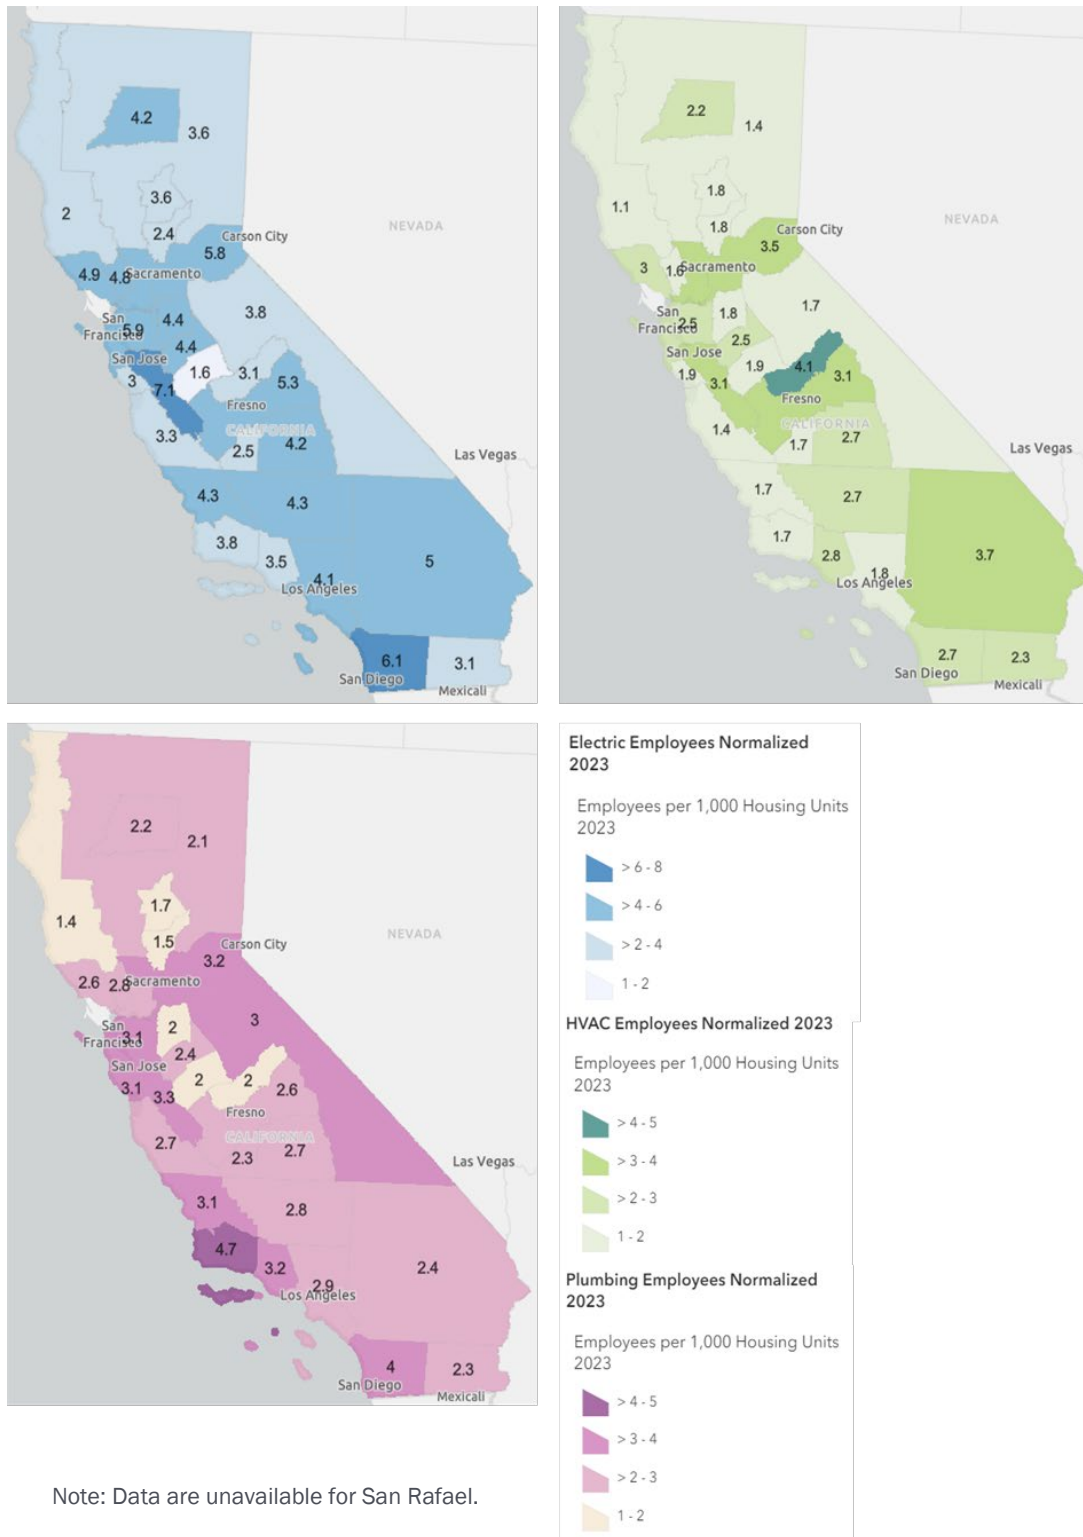 4.2
3.6
3.6
2
2.4
Carson City
5.8
NEVADA
4.9
4.8
Sacramento
3.8
San
Francisco
5.9
4.4
4.4
San Jose
3
7.1
1.6
3.1
5.3
Fresno
3.3
CALIFORNIA
2.5
4.2
Las Vegas
4.3
4.3
3.8
3.5
5
4.1
Los Angeles
6.1
3.1
San Diego
Mexicali
2.2
1.4
1.8
1.1
1.8
Carson City
3.5
NEVADA
3
1.6
Sacramento
1.7
San
Francisco
2.5
1.8
2.5
San Jose
1.9
3.1
1.9
4.1
3.1
Fresno
1.4
CALIFORNIA
1.7
2.7
Las Vegas
1.7
2.7
1.7
2.8
1.8
3.7
Los Angeles
2.7
2.3
San Diego
Mexicali
2.2
2.1
1.7
1.4
1.5
Carson City
3.2
NEVADA
2.6
2.8
Sacramento
3
San
Francisco
3.1
2
2.4
San Jose
3.1
3.3
2
2
2.6
Fresno
2.7
CALIFORNIA
2.3
2.7
Las Vegas
3.1
2.8
4.7
3.2
2.4
2.9
Los Angeles
4
2.3
San Diego
Mexicali
Electric Employees Normalized
2023
Employees per 1,000 Housing Units
2023
> 6 - 8
> 4 - 6
> 2 - 4
1 - 2
HVAC Employees Normalized 2023
Employees per 1,000 Housing Units
2023
> 4 - 5
> 3 - 4
> 2 - 3
1 - 2
Plumbing Employees Normalized
2023
Employees per 1,000 Housing Units
2023
> 4 - 5
> 3 - 4
> 2 - 3
1 - 2
Note: Data are unavailable for San Rafael.